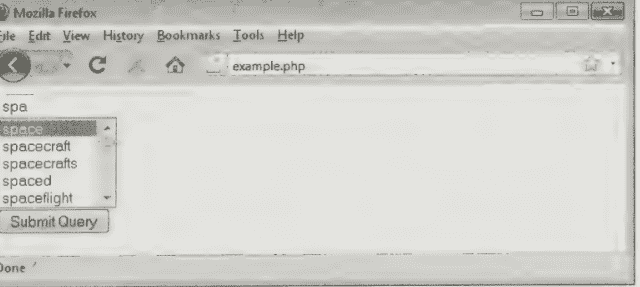 Mozilla Firefox
File Edit View History Bookmarks Tools Help
example.php
spa
space
spacecraft
spacecrafts
spaced
spaceflight
Submit Query
Done